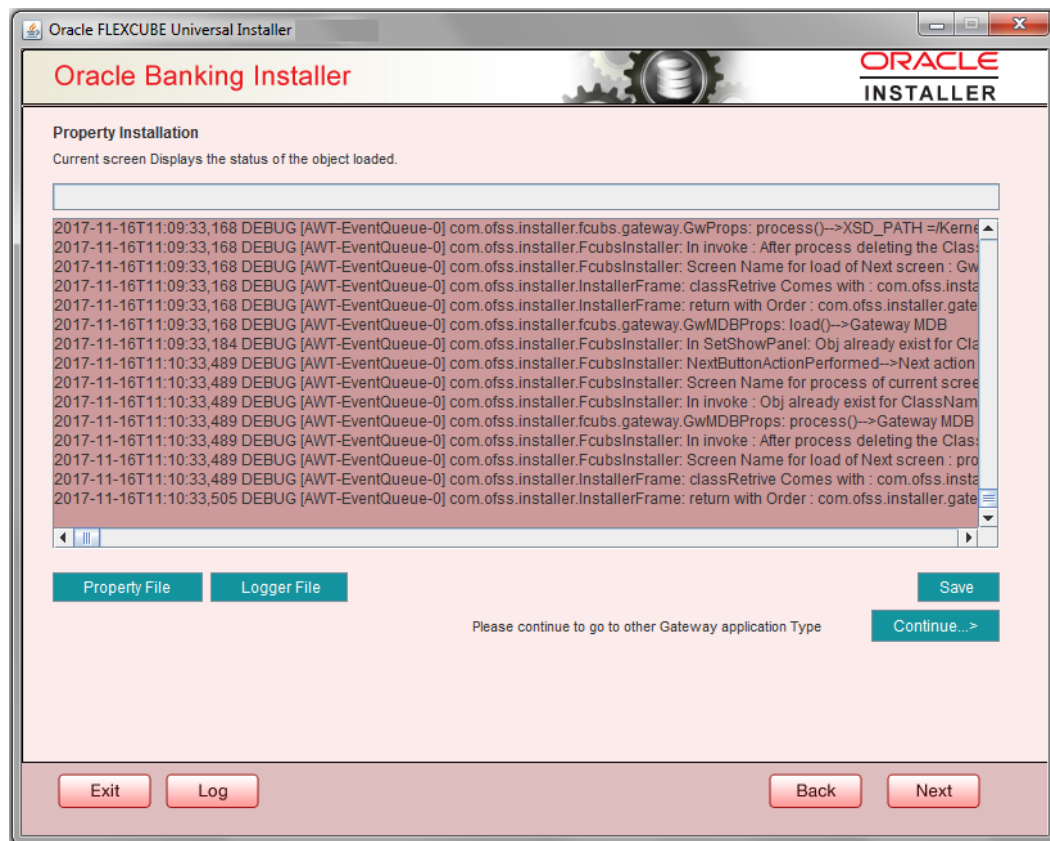 Oracle FLEXCUBE Universal Installer
Oracle Banking Installer
ORACLE
INSTALLER
Property Installation
Current screen Displays the status of the object loaded.
2017-11-16T11:09:33,168 DEBUG [AWT-EventQueue-0] com.ofss.installer.fcubs.gateway.GwProps: process()-->XSD_PATH =/Kerne
2017-11-16T11:09:33,168 DEBUG [AWT-EventQueue-0] com.ofss.installer.FcubsInstaller: In invoke : After process deleting the Clas
2017-11-16T11:09:33,168 DEBUG [AWT-EventQueue-0] com.ofss.installer.FcubsInstaller: Screen Name for load of Next screen : Gw
2017-11-16T11:09:33,168 DEBUG [AWT-EventQueue-0] com.ofss.installer.InstallerFrame: classRetrive Comes with : com.ofss.insta
2017-11-16T11:09:33,168 DEBUG [AWT-EventQueue-0] com.ofss.installer.InstallerFrame: return with Order : com.ofss.installer.gate
2017-11-16T11:09:33,168 DEBUG [AWT-EventQueue-0] com.ofss.installer.fcubs.gateway.GwMDBProps: load()-->Gateway MDB
2017-11-16T11:09:33,184 DEBUG [AWT-EventQueue-0] com.ofss.installer.FcubsInstaller: In SetShowPanel: Obj already exist for Cla
2017-11-16T11:10:33,489 DEBUG [AWT-EventQueue-0] com.ofss.installer.FcubsInstaller: NextButtonActionPerformed-->Next action
2017-11-16T11:10:33,489 DEBUG [AWT-EventQueue-0] com.ofss.installer.FcubsInstaller: Screen Name for process of current scree
2017-11-16T11:10:33,489 DEBUG [AWT-EventQueue-0] com.ofss.installer.FcubsInstaller: In invoke : Obj already exist for ClassNam
2017-11-16T11:10:33,489 DEBUG [AWT-EventQueue-0] com.ofss.installer.fcubs.gateway.GwMDBProps: process()-->Gateway MDB
2017-11-16T11:10:33,489 DEBUG [AWT-EventQueue-0] com.ofss.installer.FcubsInstaller: In invoke : After process deleting the Clas
2017-11-16T11:10:33,489 DEBUG [AWT-EventQueue-0] com.ofss.installer.FcubsInstaller: Screen Name for load of Next screen : pro
2017-11-16T11:10:33,489 DEBUG [AWT-EventQueue-0] com.ofss.installer.InstallerFrame: classRetrive Comes with : com.ofss.insta
2017-11-16T11:10:33,505 DEBUG [AWT-EventQueue-0] com.ofss.installer.InstallerFrame: return with Order : com.ofss.installer.gate
Property File Logger File Save
Please continue to go to other Gateway application Type Continue...>
Exit Log Back Next